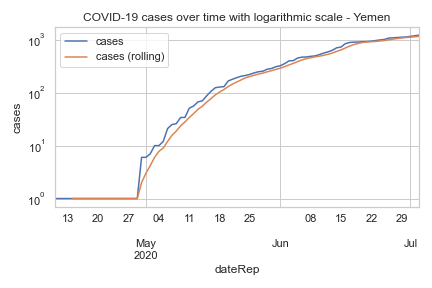 COVID-19 cases over time with logarithmic scale - Yemen
cases
cases (rolling)
10³
10²
10¹
10⁰
cases
13 20 27 04 11 18 25 08 15 22 29
May Jun Jul
2020
dateRep